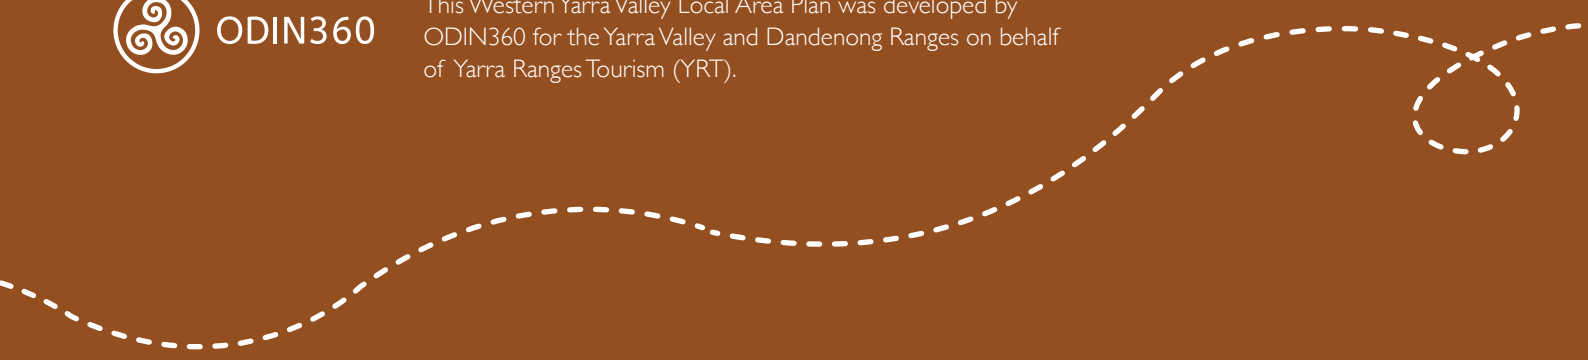 ODIN360
This Western Yarra Valley Local Area Plan was developed by
ODIN360 for the Yarra Valley and Dandenong Ranges on behalf
of Yarra Ranges Tourism (YRT).